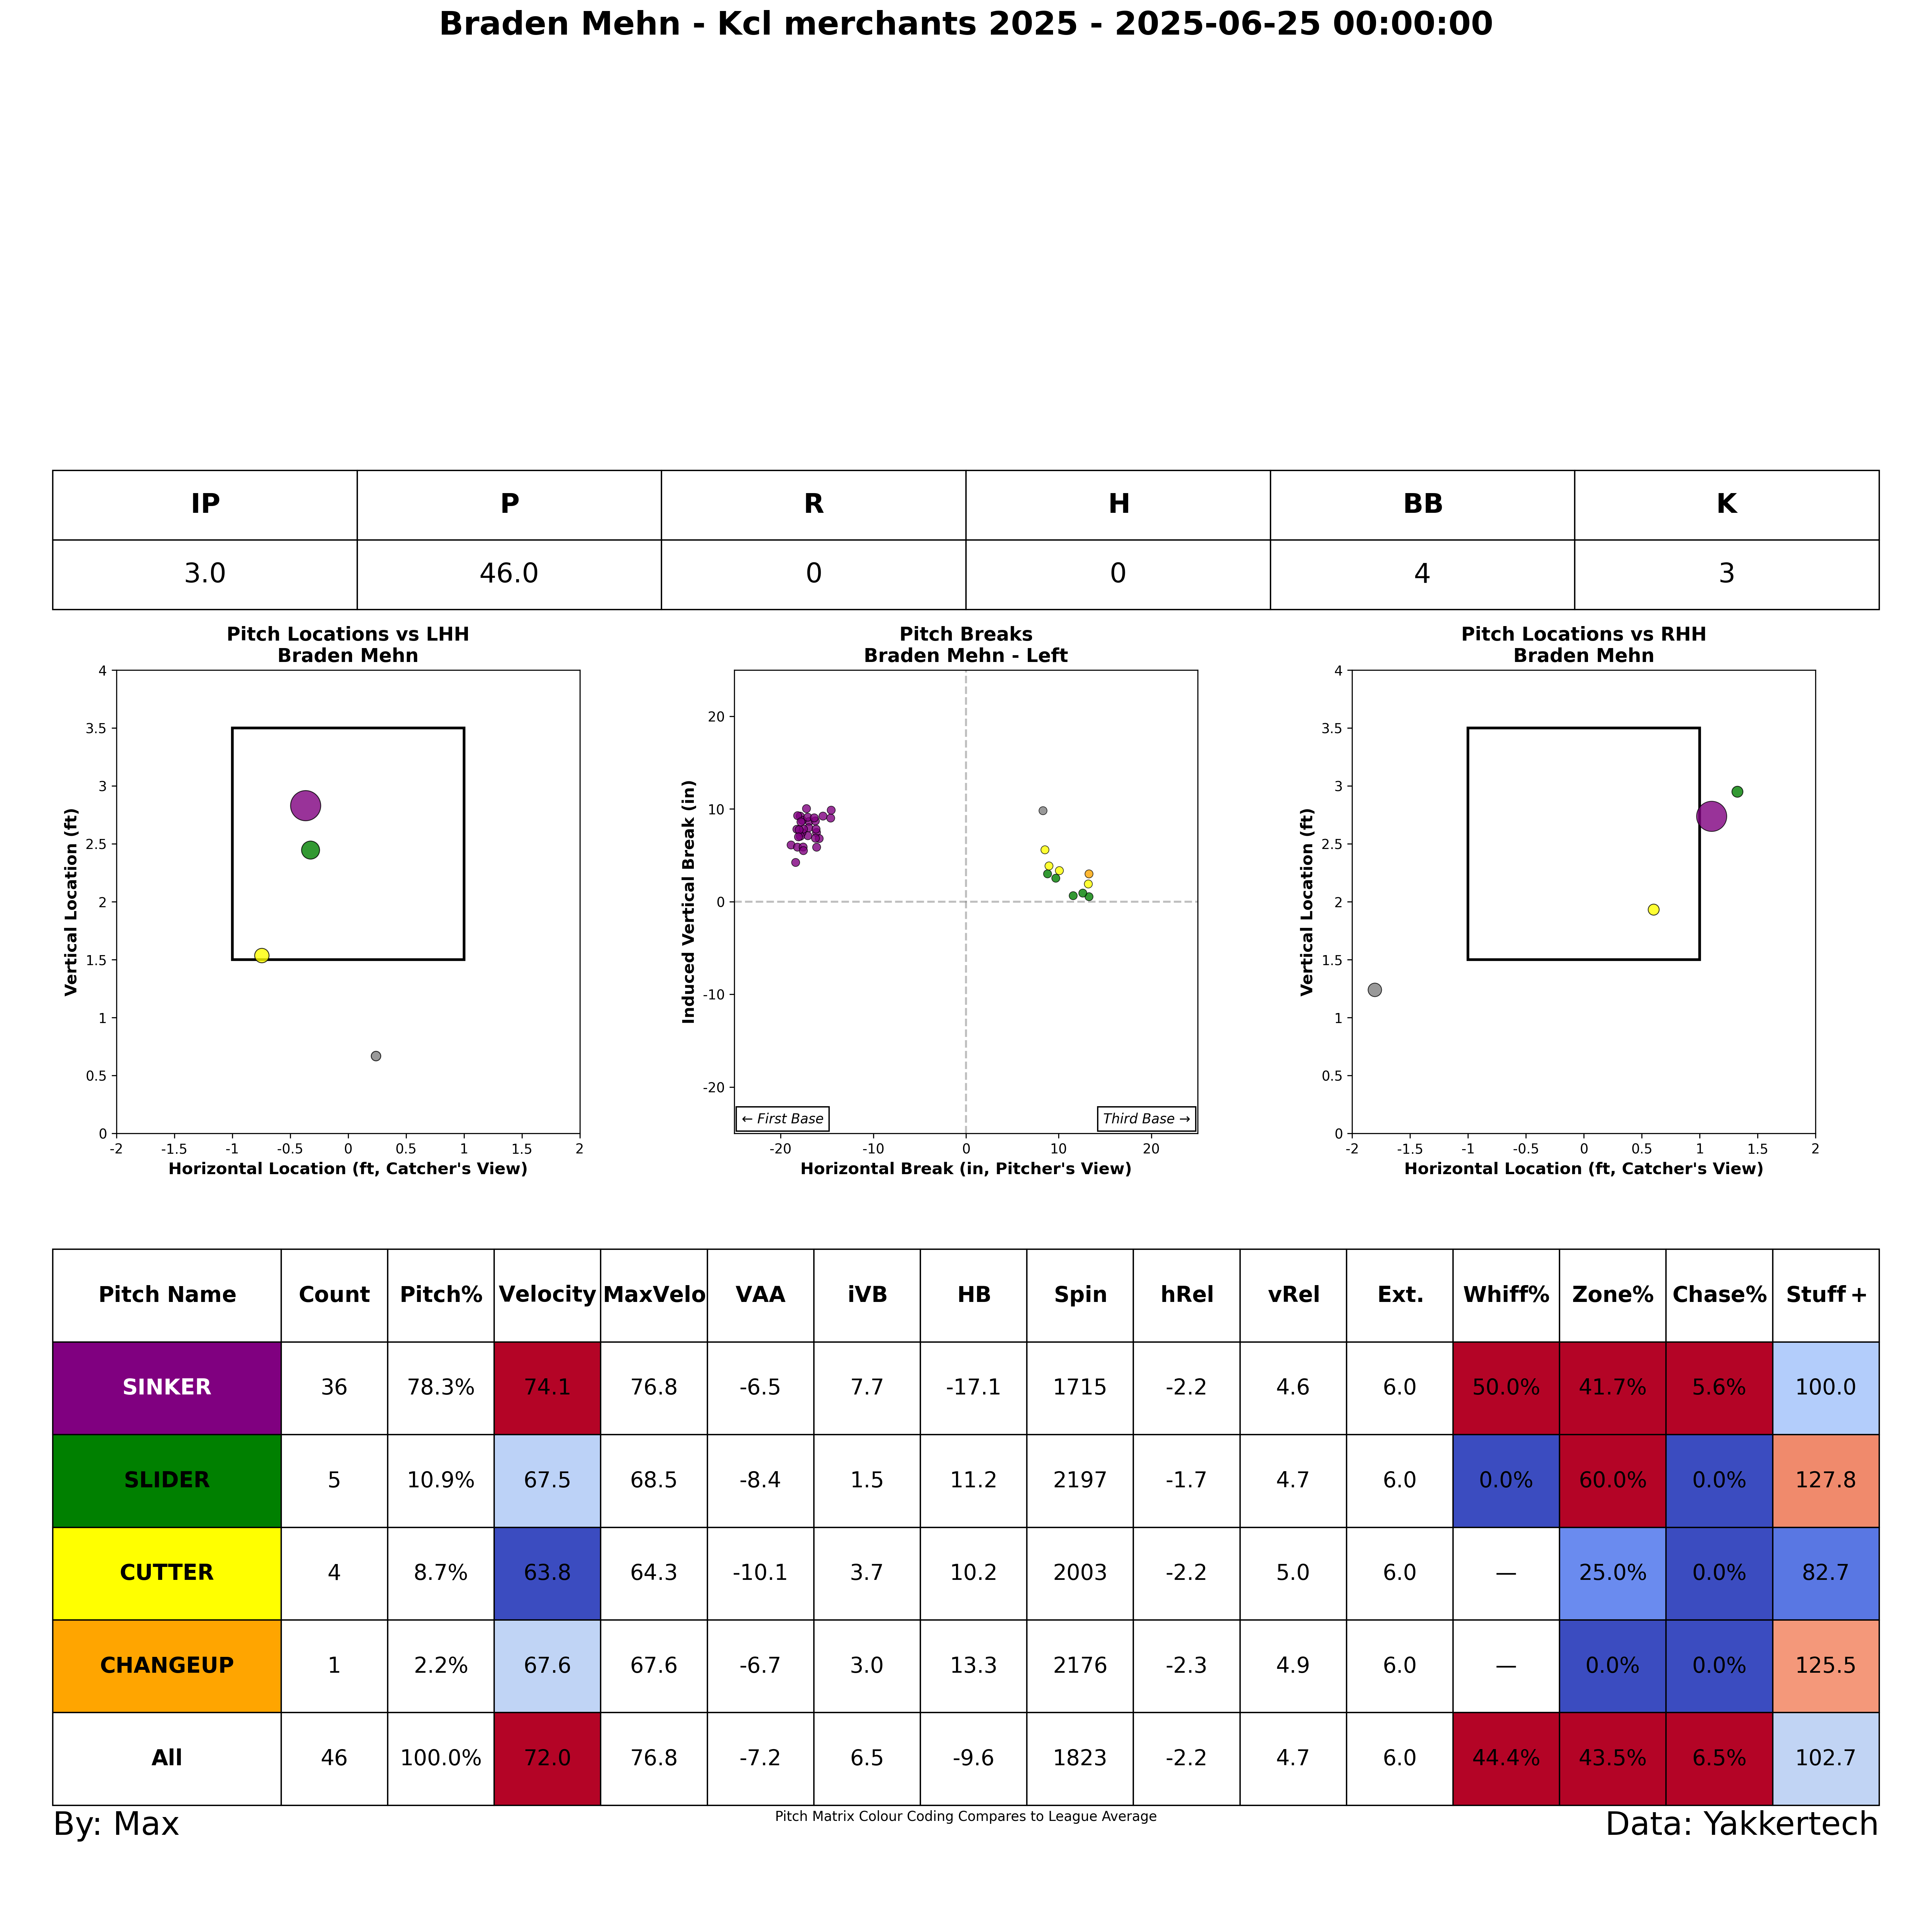 Braden Mehn - Kcl merchants 2025 - 2025-06-25 00:00:00
IP P R H BB K
3.0 46.0 0 0 4 3
Pitch Locations vs LHH
Braden Mehn
4
3.5
3
2.5
2
1.5
1
0.5
0
-2 -1.5 -1 -0.5 0 0.5 1 1.5 2
Vertical Location (ft)
Horizontal Location (ft, Catcher's View)
Pitch Breaks
Braden Mehn - Left
20
10
0
-10
-20
← First Base Third Base →
-20 -10 0 10 20
Induced Vertical Break (in)
Horizontal Break (in, Pitcher's View)
Pitch Locations vs RHH
Braden Mehn
4
3.5
3
2.5
2
1.5
1
0.5
0
-2 -1.5 -1 -0.5 0 0.5 1 1.5 2
Vertical Location (ft)
Horizontal Location (ft, Catcher's View)
Pitch Name Count Pitch% Velocity MaxVelo VAA iVB HB Spin hRel vRel Ext. Whiff% Zone% Chase% Stuff+
SINKER 36 78.3% 74.1 76.8 -6.5 7.7 -17.1 1715 -2.2 4.6 6.0 50.0% 41.7% 5.6% 100.0
SLIDER 5 10.9% 67.5 68.5 -8.4 1.5 11.2 2197 -1.7 4.7 6.0 0.0% 60.0% 0.0% 127.8
CUTTER 4 8.7% 63.8 64.3 -10.1 3.7 10.2 2003 -2.2 5.0 6.0 — 25.0% 0.0% 82.7
CHANGEUP 1 2.2% 67.6 67.6 -6.7 3.0 13.3 2176 -2.3 4.9 6.0 — 0.0% 0.0% 125.5
All 46 100.0% 72.0 76.8 -7.2 6.5 -9.6 1823 -2.2 4.7 6.0 44.4% 43.5% 6.5% 102.7
By: Max
Pitch Matrix Colour Coding Compares to League Average
Data: Yakkertech